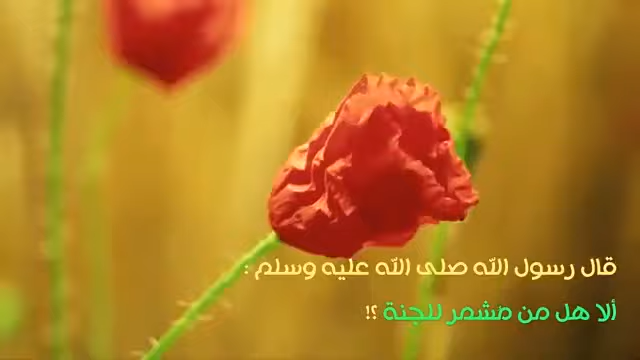 قال رسول الله صلى الله عليه وسلم :
ألا هل من مشمر للجنة ؟!